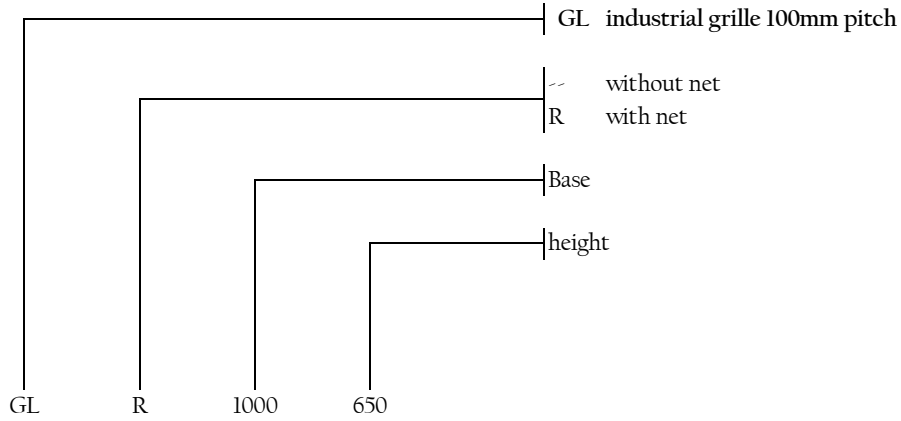 GL industrial grille 100mm pitch
-- without net
R with net
Base
height
GL R 1000 650